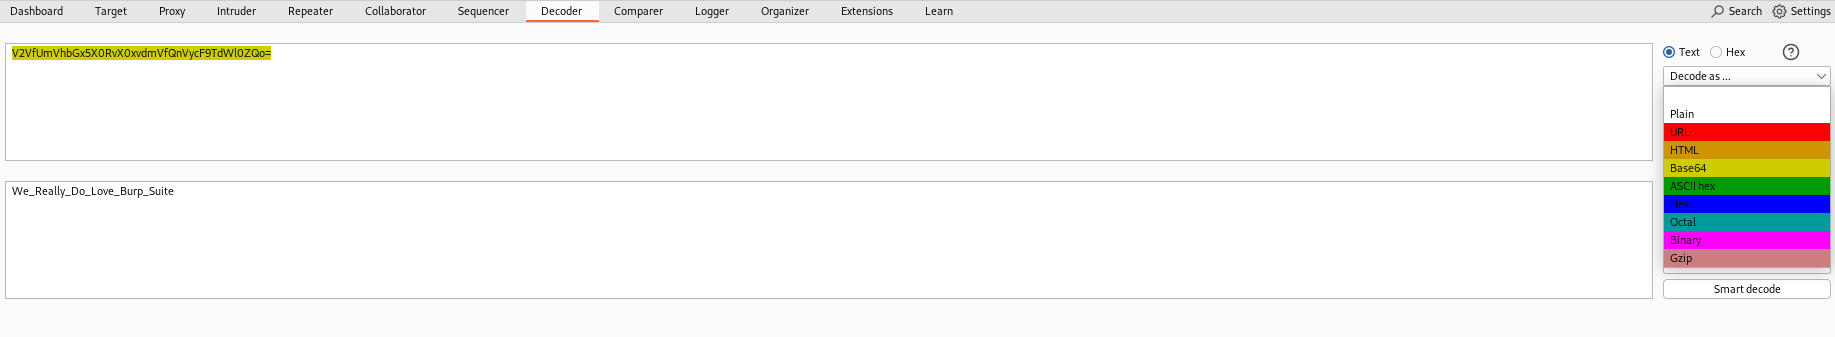 Dashboard Target Proxy Intruder Repeater Collaborator Sequencer Decoder Comparer Logger Organizer Extensions Learn Search Settings
V2VfUmVhbGx5X0RvX0xvdmVfQnVycF9TdWl0ZQo=
Text Hex ?
Decode as ...
Plain
URL
HTML
Base64
ASCII hex
Hex
Octal
Binary
Gzip
We_Really_Do_Love_Burp_Suite
Smart decode